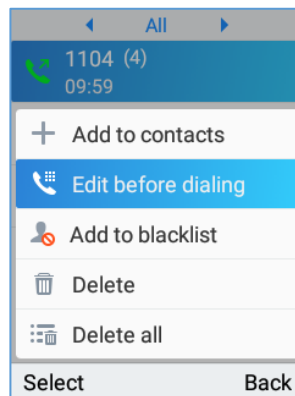 All
1104 (4)
09:59
Add to contacts
Edit before dialing
Add to blacklist
Delete
Delete all
Select Back